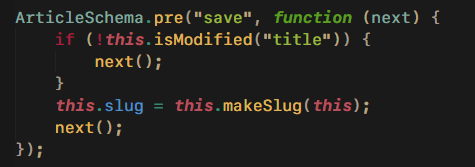 ArticleSchema.pre("save", function (next) {
    if (!this.isModified("title")) {
        next();
    }
    this.slug = this.makeSlug(this);
    next();
});